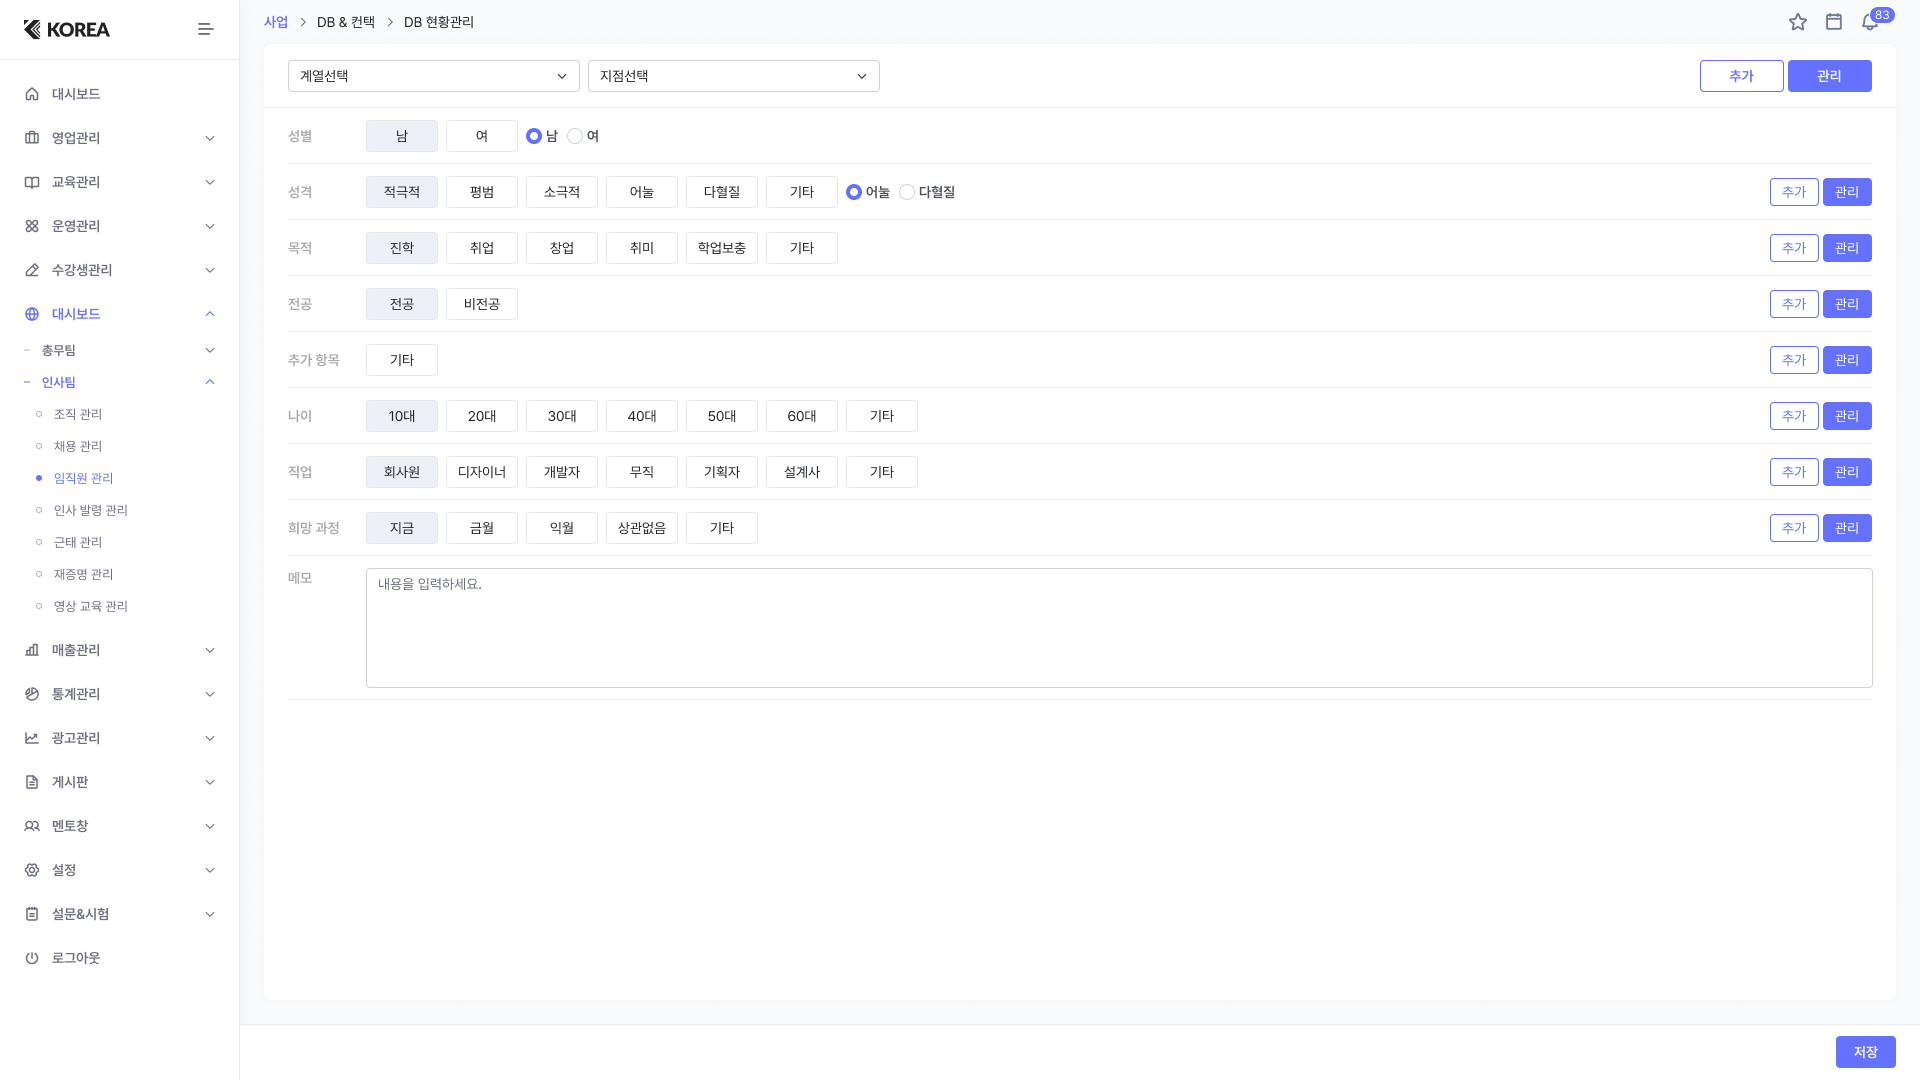 KOREA
대시보드
영업관리
교육관리
운영관리
수강생관리
대시보드
총무팀
인사팀
조직 관리
채용 관리
임직원 관리
인사 발령 관리
근태 관리
재증명 관리
영상 교육 관리
매출관리
통계관리
광고관리
게시판
멘토창
설정
설문&시험
로그아웃
사업 > DB & 컨택 > DB 현황관리
83
계열선택 지점선택 추가 관리
성별 남 여 남 여
성격 적극적 평범 소극적 어눌 다혈질 기타 어눌 다혈질 추가 관리
목적 진학 취업 창업 취미 학업보충 기타 추가 관리
전공 전공 비전공 추가 관리
추가 항목 기타 추가 관리
나이 10대 20대 30대 40대 50대 60대 기타 추가 관리
직업 회사원 디자이너 개발자 무직 기획자 설계사 기타 추가 관리
희망 과정 지금 금월 익월 상관없음 기타 추가 관리
메모 내용을 입력하세요.
저장